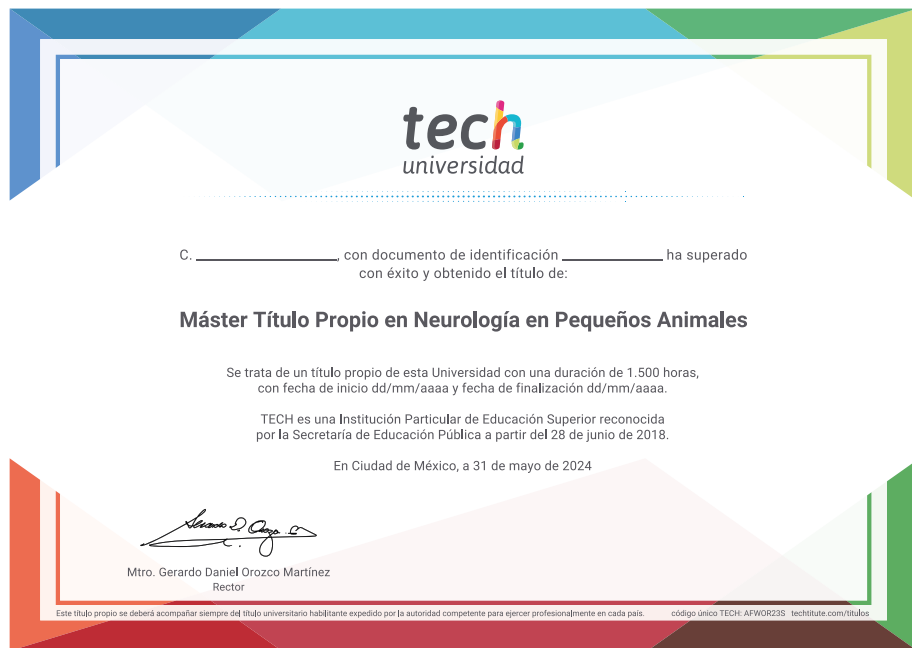 tech
universidad
C. , con documento de identificación ha superado
con éxito y obtenido el título de:
Máster Título Propio en Neurología en Pequeños Animales
Se trata de un título propio de esta Universidad con una duración de 1.500 horas,
con fecha de inicio dd/mm/aaaa y fecha de finalización dd/mm/aaaa.
TECH es una Institución Particular de Educación Superior reconocida
por la Secretaría de Educación Pública a partir del 28 de junio de 2018.
En Ciudad de México, a 31 de mayo de 2024
Mtro. Gerardo Daniel Orozco Martínez
Rector
Este título propio se deberá acompañar siempre del título universitario habilitante expedido por la autoridad competente para ejercer profesionalmente en cada país. código único TECH: AFWOR23S techtitute.com/titulos